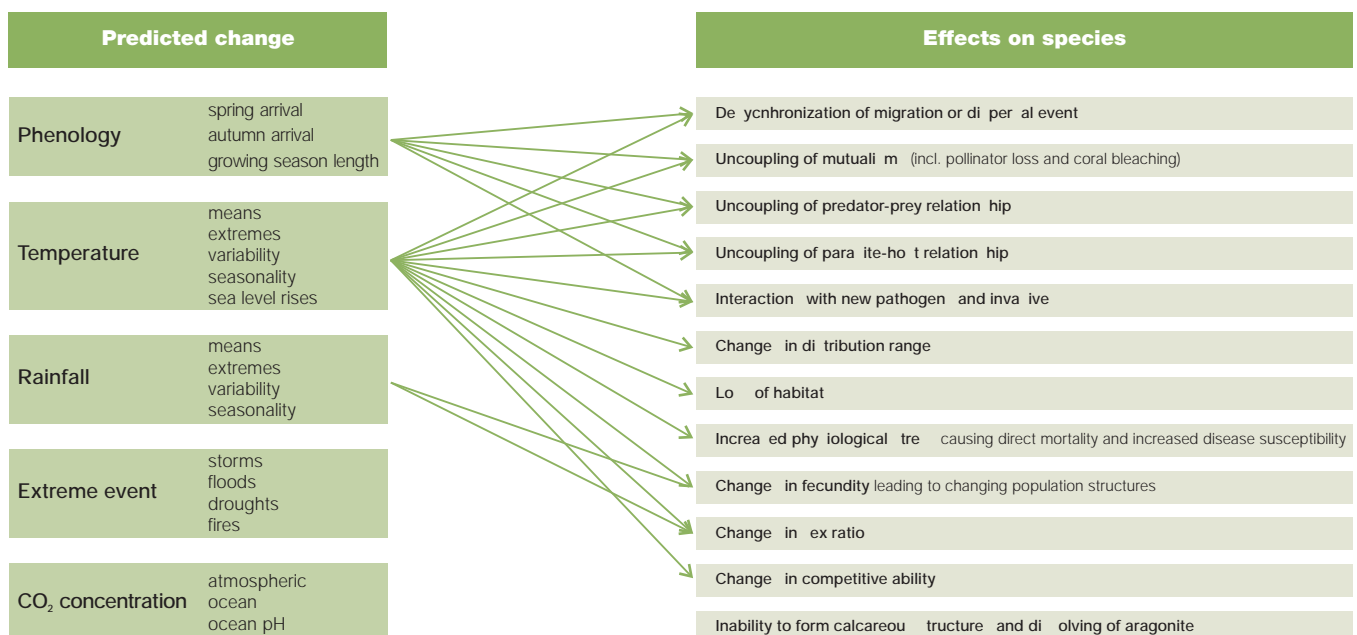 Predicted change
Effects on species
Phenology
spring arrival
autumn arrival
growing season length
Temperature
means
extremes
variability
seasonality
sea level rises
Rainfall
means
extremes
variability
seasonality
Extreme event
storms
floods
droughts
fires
CO₂ concentration
atmospheric
ocean
ocean pH
De ycnhronization of migration or di per al event
Uncoupling of mutuali m (incl. pollinator loss and coral bleaching)
Uncoupling of predator-prey relation hip
Uncoupling of para ite-ho t relation hip
Interaction with new pathogen and inva ive
Change in di tribution range
Lo of habitat
Increa ed phy iological tre causing direct mortality and increased disease susceptibility
Change in fecundity leading to changing population structures
Change in ex ratio
Change in competitive ability
Inability to form calcareou tructure and di olving of aragonite